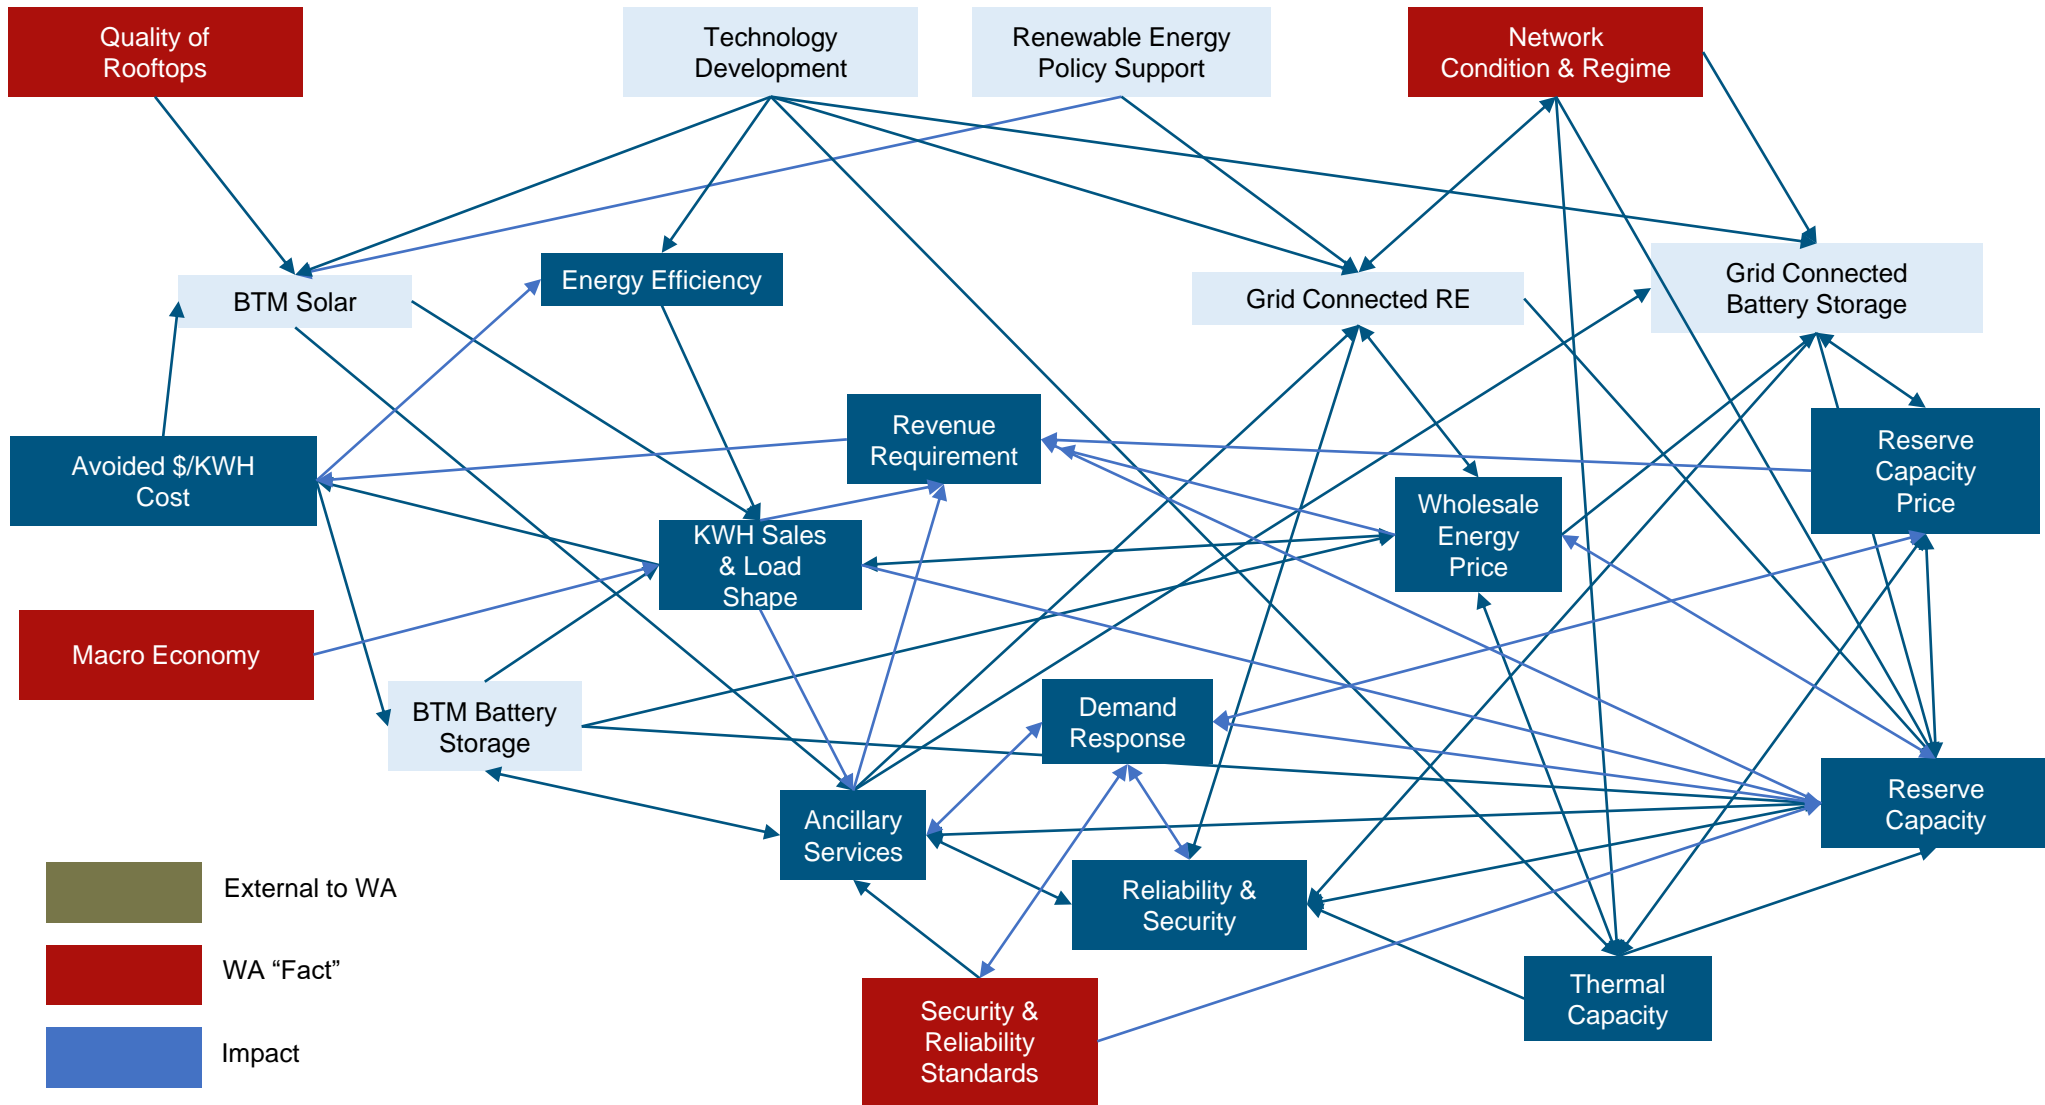 Quality of
Rooftops
Technology
Development
Renewable Energy
Policy Support
Network
Condition & Regime
BTM Solar
Energy Efficiency
Grid Connected RE
Grid Connected
Battery Storage
Avoided $/KWH
Cost
Revenue
Requirement
Wholesale
Energy
Price
Reserve
Capacity
Price
KWH Sales
& Load
Shape
Macro Economy
BTM Battery
Storage
Demand
Response
Ancillary
Services
Reserve
Capacity
Reliability &
Security
Thermal
Capacity
Security &
Reliability
Standards
External to WA
WA “Fact”
Impact